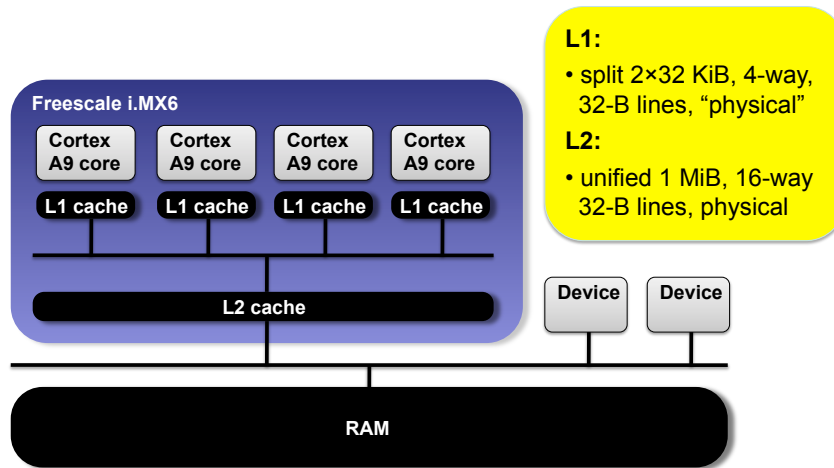 L1:
• split 2×32 KiB, 4-way,
32-B lines, “physical”
L2:
• unified 1 MiB, 16-way
32-B lines, physical
Freescale i.MX6
Cortex
A9 core
Cortex
A9 core
Cortex
A9 core
Cortex
A9 core
L1 cache
L1 cache
L1 cache
L1 cache
L2 cache
Device
Device
RAM